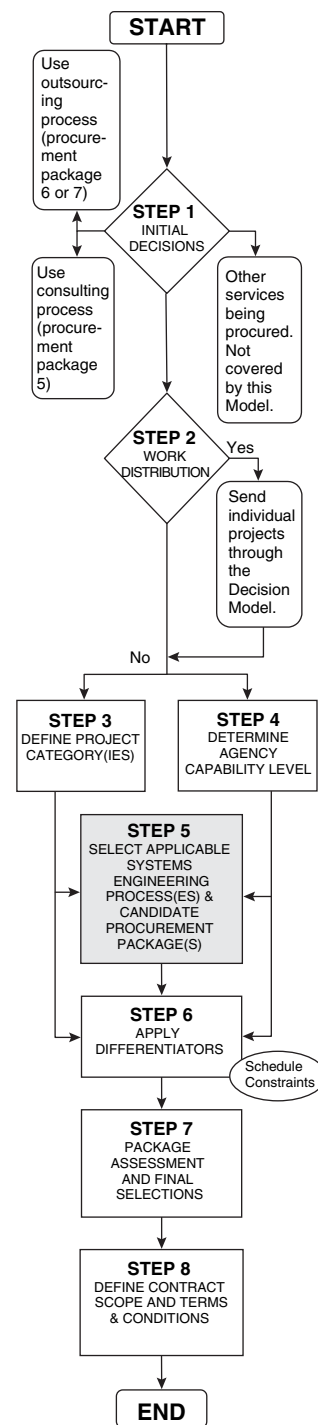 START
Use
outsourc-
ing
process
(procure-
ment
package
6 or 7)
STEP 1
INITIAL
DECISIONS
Use
consulting
process
(procure-
ment
package
5)
Other
services
being
procured.
Not
covered
by this
Model.
STEP 2
WORK
DISTRIBUTION
Yes
Send
individual
projects
through
the
Decision
Model.
No
STEP 3
DEFINE PROJECT
CATEGORY(IES)
STEP 4
DETERMINE
AGENCY
CAPABILITY LEVEL
STEP 5
SELECT APPLICABLE
SYSTEMS
ENGINEERING
PROCESS(ES) &
CANDIDATE
PROCUREMENT
PACKAGE(S)
STEP 6
APPLY
DIFFERENTIATORS
Schedule
Constraints
STEP 7
PACKAGE
ASSESSMENT
AND FINAL
SELECTIONS
STEP 8
DEFINE CONTRACT
SCOPE AND TERMS
& CONDITIONS
END